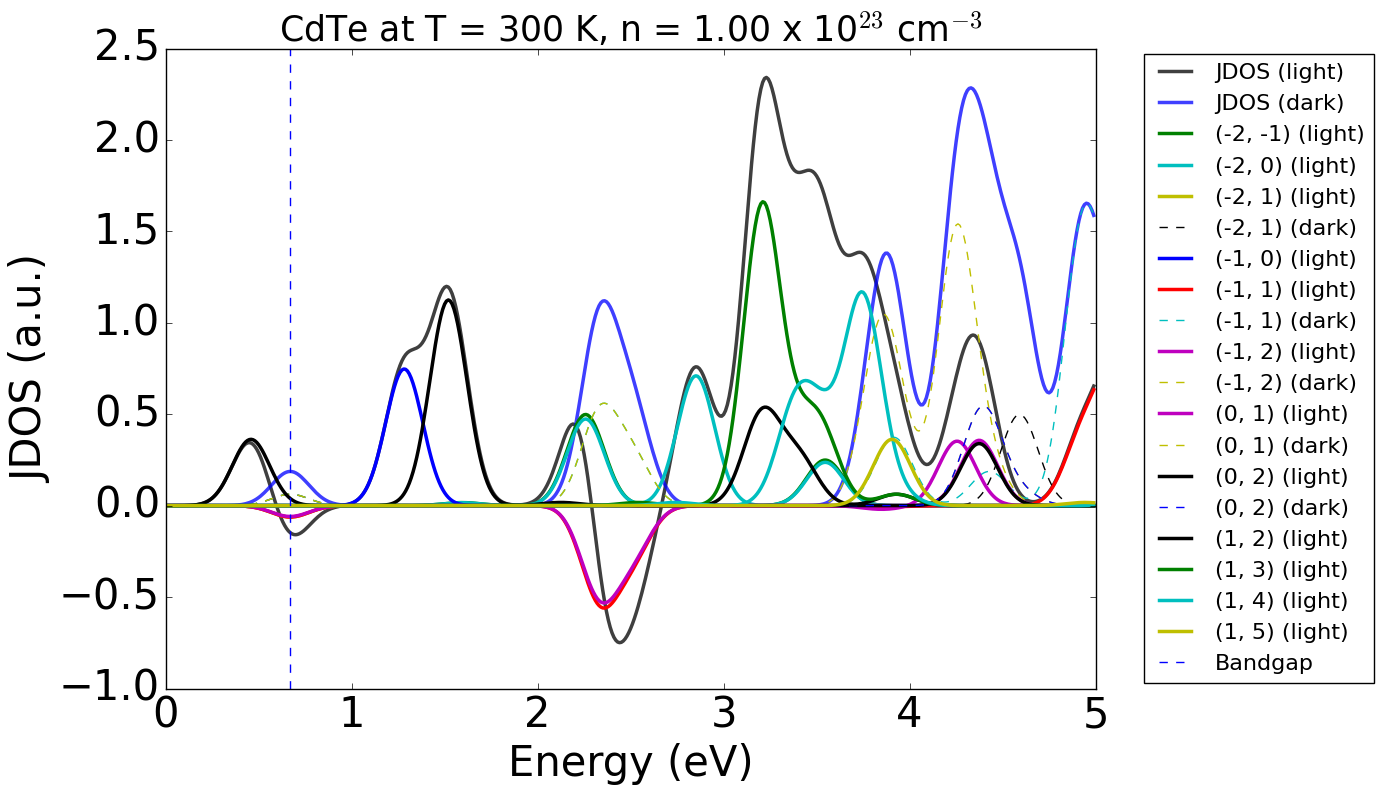 CdTe at T = 300 K, n = 1.00 x 10²³ cm⁻³
JDOS (a.u.)
2.5
2.0
1.5
1.0
0.5
0.0
−0.5
−1.0
0 1 2 3 4 5
Energy (eV)
JDOS (light)
JDOS (dark)
(-2, -1) (light)
(-2, 0) (light)
(-2, 1) (light)
(-2, 1) (dark)
(-1, 0) (light)
(-1, 1) (light)
(-1, 1) (dark)
(-1, 2) (light)
(-1, 2) (dark)
(0, 1) (light)
(0, 1) (dark)
(0, 2) (light)
(0, 2) (dark)
(1, 2) (light)
(1, 3) (light)
(1, 4) (light)
(1, 5) (light)
Bandgap